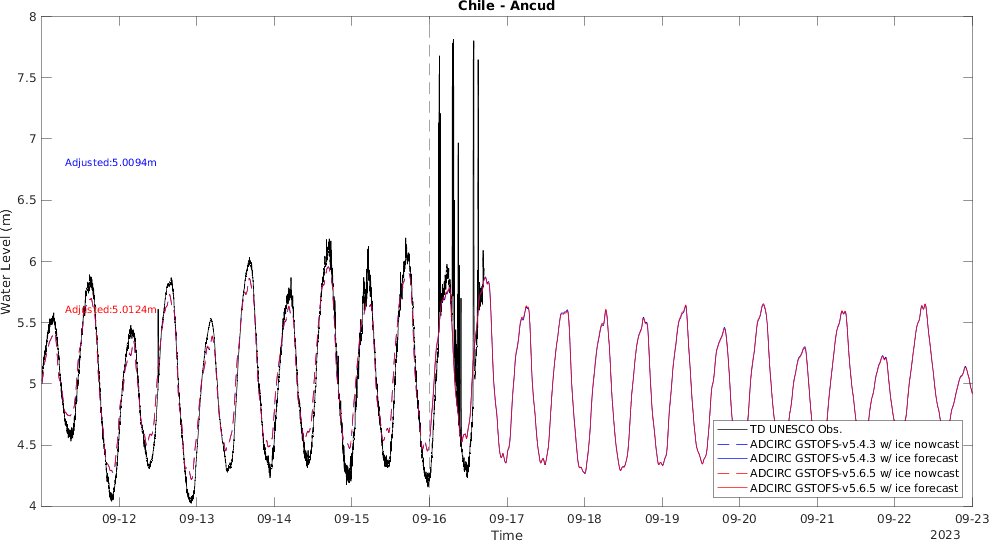 Chile - Ancud
8
7.5
7
6.5
6
5.5
5
4.5
4
Water Level (m)
Adjusted:5.0094m
Adjusted:5.0124m
TD UNESCO Obs.
ADCIRC GSTOFS-v5.4.3 w/ ice nowcast
ADCIRC GSTOFS-v5.4.3 w/ ice forecast
ADCIRC GSTOFS-v5.6.5 w/ ice nowcast
ADCIRC GSTOFS-v5.6.5 w/ ice forecast
09-12 09-13 09-14 09-15 09-16 09-17 09-18 09-19 09-20 09-21 09-22 09-23
Time
2023